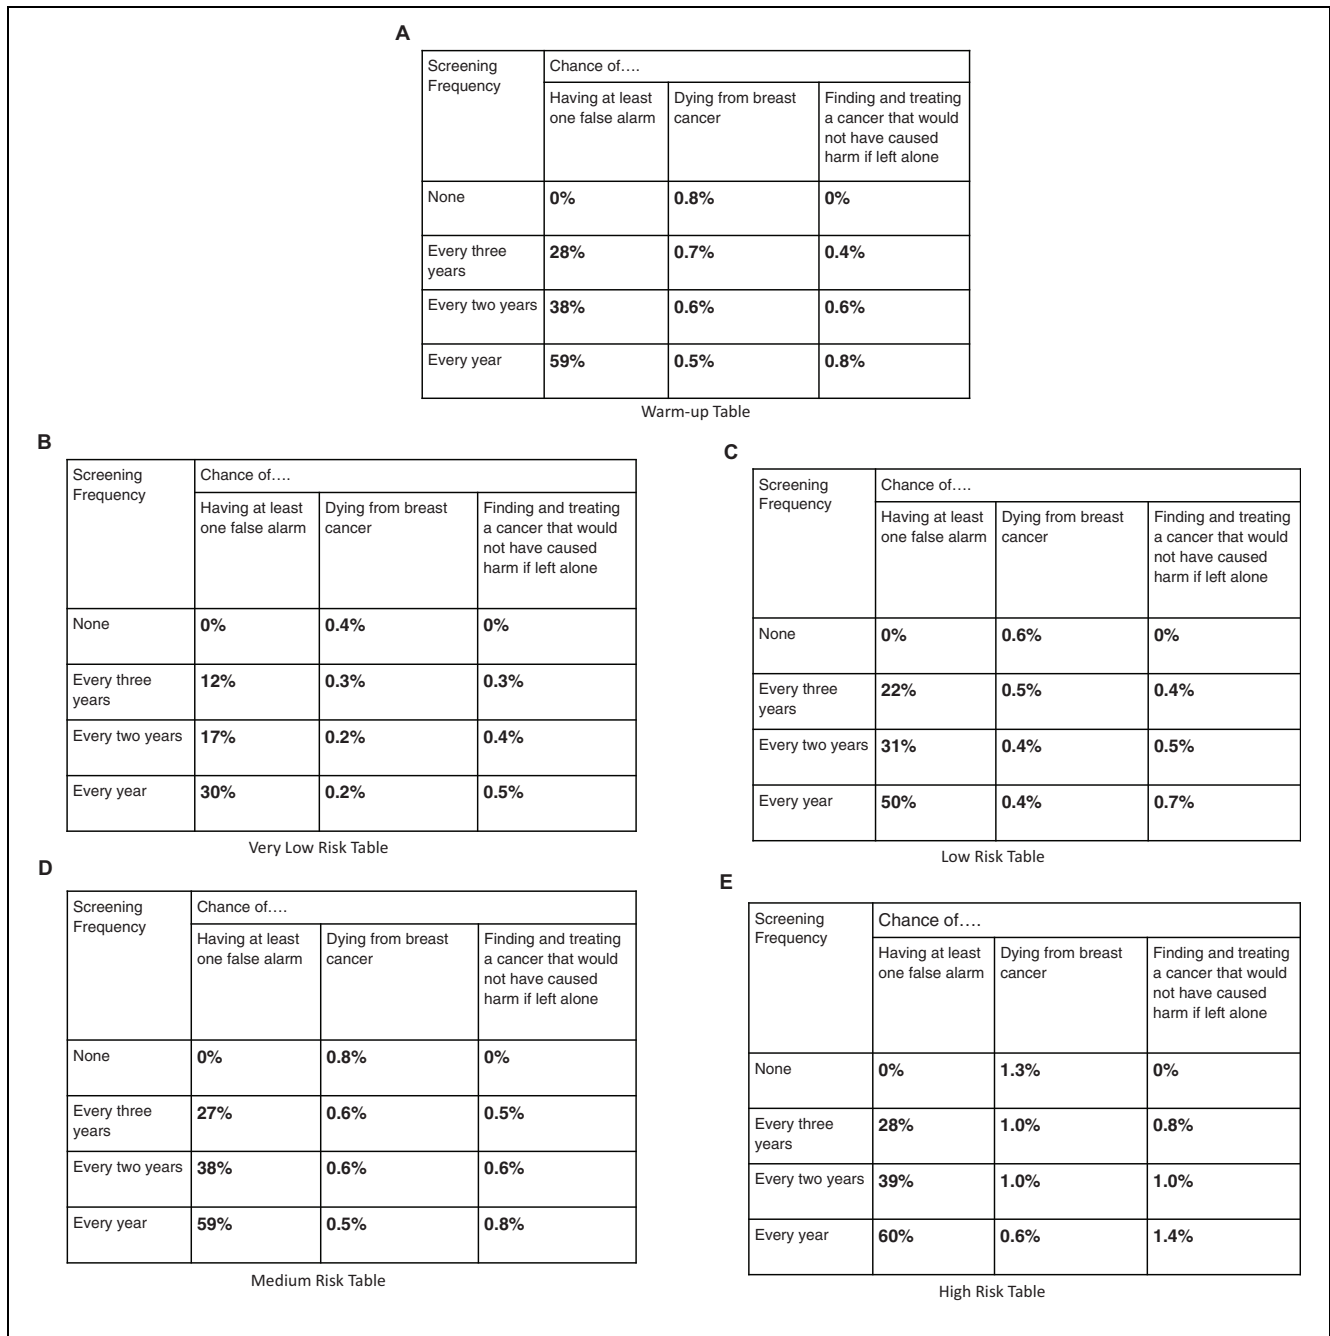 A
Screening Frequency | Chance of….
Having at least one false alarm | Dying from breast cancer | Finding and treating a cancer that would not have caused harm if left alone
None | 0% | 0.8% | 0%
Every three years | 28% | 0.7% | 0.4%
Every two years | 38% | 0.6% | 0.6%
Every year | 59% | 0.5% | 0.8%
Warm-up Table
B
Screening Frequency | Chance of….
Having at least one false alarm | Dying from breast cancer | Finding and treating a cancer that would not have caused harm if left alone
None | 0% | 0.4% | 0%
Every three years | 12% | 0.3% | 0.3%
Every two years | 17% | 0.2% | 0.4%
Every year | 30% | 0.2% | 0.5%
Very Low Risk Table
C
Screening Frequency | Chance of….
Having at least one false alarm | Dying from breast cancer | Finding and treating a cancer that would not have caused harm if left alone
None | 0% | 0.6% | 0%
Every three years | 22% | 0.5% | 0.4%
Every two years | 31% | 0.4% | 0.5%
Every year | 50% | 0.4% | 0.7%
Low Risk Table
D
Screening Frequency | Chance of….
Having at least one false alarm | Dying from breast cancer | Finding and treating a cancer that would not have caused harm if left alone
None | 0% | 0.8% | 0%
Every three years | 27% | 0.6% | 0.5%
Every two years | 38% | 0.6% | 0.6%
Every year | 59% | 0.5% | 0.8%
Medium Risk Table
E
Screening Frequency | Chance of….
Having at least one false alarm | Dying from breast cancer | Finding and treating a cancer that would not have caused harm if left alone
None | 0% | 1.3% | 0%
Every three years | 28% | 1.0% | 0.8%
Every two years | 39% | 1.0% | 1.0%
Every year | 60% | 0.6% | 1.4%
High Risk Table